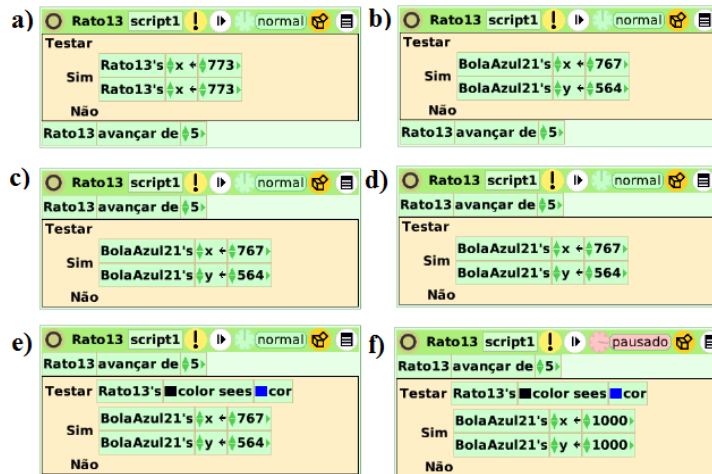 a)
Rato13 script1 ! normal
Testar
Sim
Rato13's x ← 773
Rato13's x ← 773
Não
Rato13 avançar de 5
b)
Rato13 script1 ! normal
Testar
Sim
BolaAzul21's x ← 767
BolaAzul21's y ← 564
Não
Rato13 avançar de 5
c)
Rato13 script1 ! normal
Rato13 avançar de 5
Testar
Sim
BolaAzul21's x ← 767
BolaAzul21's y ← 564
Não
d)
Rato13 script1 ! normal
Rato13 avançar de 5
Testar
Sim
BolaAzul21's x ← 767
BolaAzul21's y ← 564
Não
e)
Rato13 script1 ! normal
Rato13 avançar de 5
Testar Rato13's color sees cor
Sim
BolaAzul21's x ← 767
BolaAzul21's y ← 564
Não
f)
Rato13 script1 ! pausado
Rato13 avançar de 5
Testar Rato13's color sees cor
Sim
BolaAzul21's x ← 1000
BolaAzul21's y ← 1000
Não